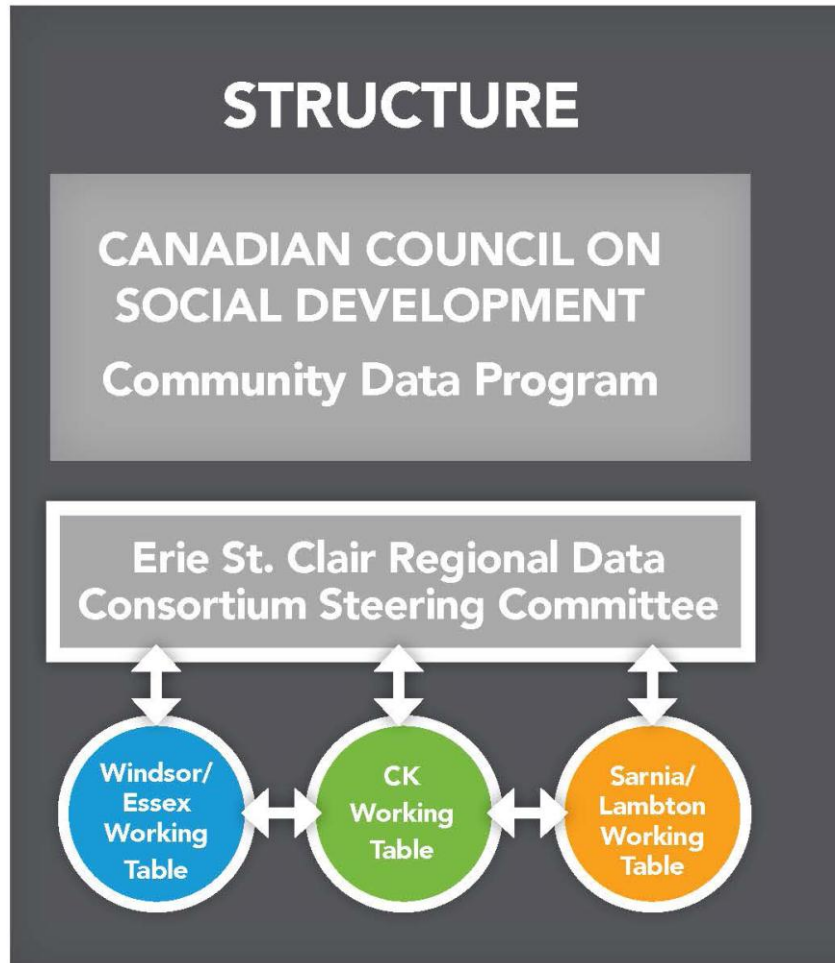 STRUCTURE
CANADIAN COUNCIL ON
SOCIAL DEVELOPMENT
Community Data Program
Erie St. Clair Regional Data
Consortium Steering Committee
Windsor/
Essex
Working
Table
CK
Working
Table
Sarnia/
Lambton
Working
Table